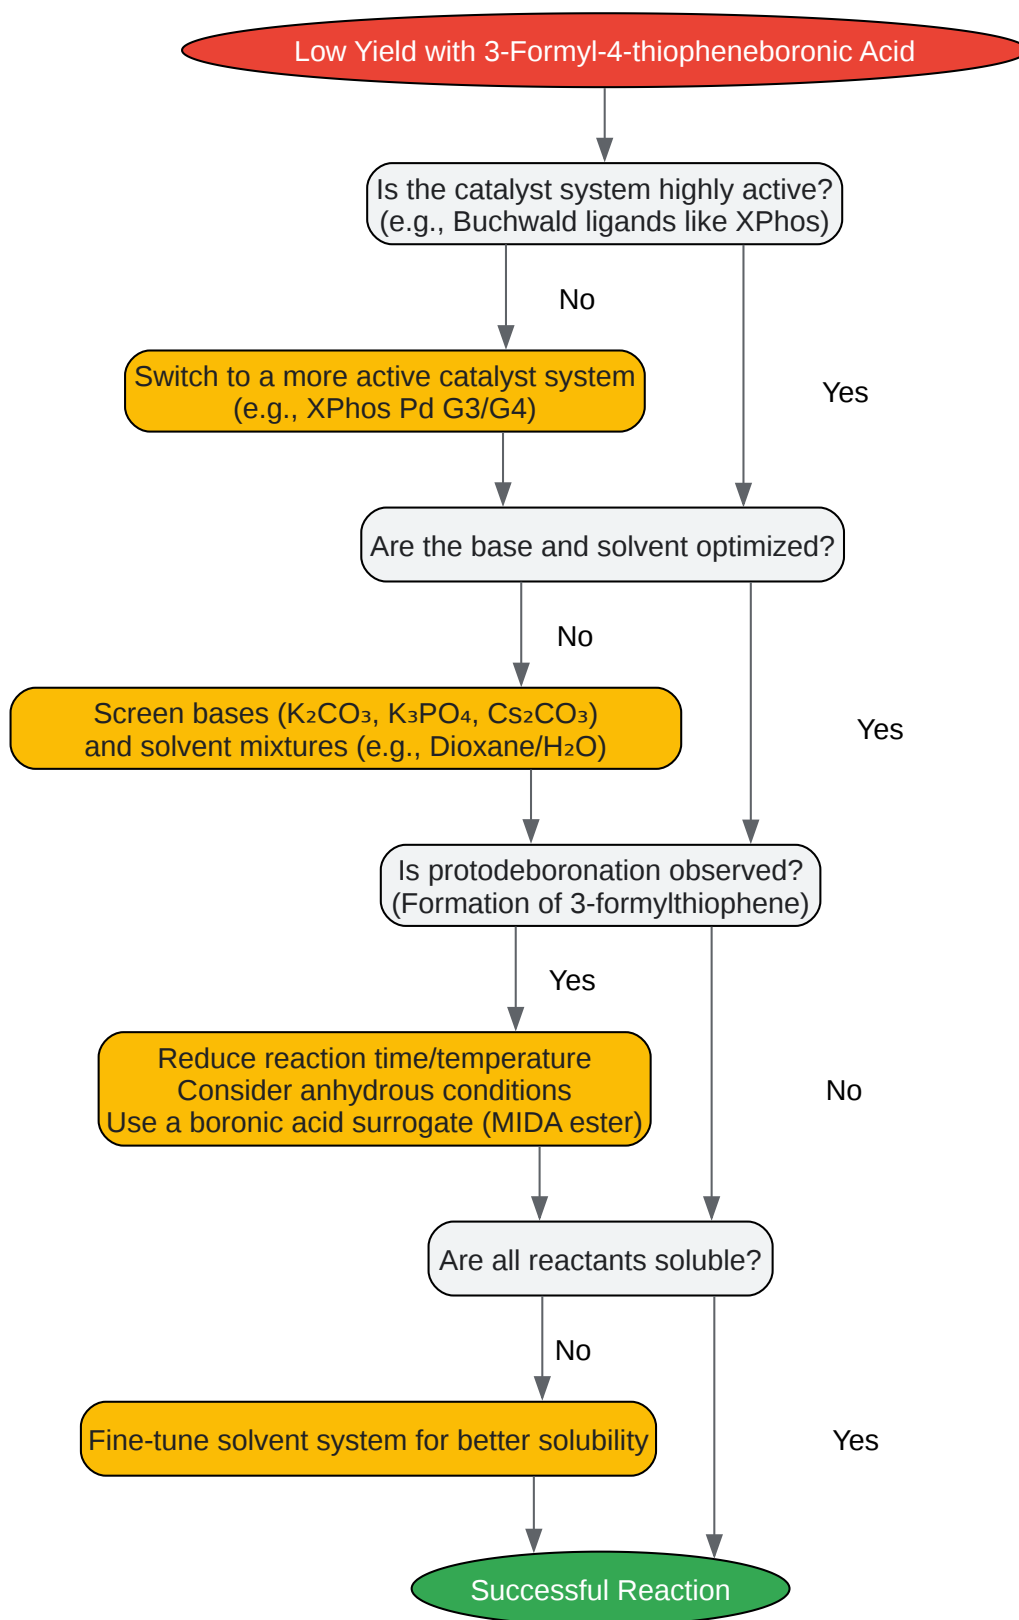 Low Yield with 3-Formyl-4-thiopheneboronic Acid
Is the catalyst system highly active?
(e.g., Buchwald ligands like XPhos)
No
Switch to a more active catalyst system
(e.g., XPhos Pd G3/G4)
Yes
Are the base and solvent optimized?
No
Screen bases (K₂CO₃, K₃PO₄, Cs₂CO₃)
and solvent mixtures (e.g., Dioxane/H₂O)
Yes
Is protodeboronation observed?
(Formation of 3-formylthiophene)
Yes
Reduce reaction time/temperature
Consider anhydrous conditions
Use a boronic acid surrogate (MIDA ester)
No
Are all reactants soluble?
No
Fine-tune solvent system for better solubility
Yes
Successful Reaction